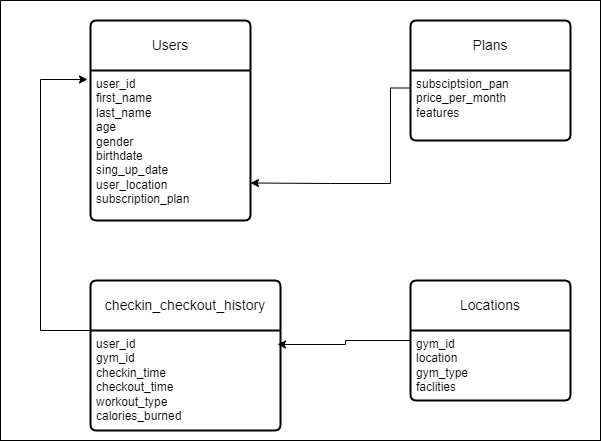 Users
user_id
first_name
last_name
age
gender
birthdate
sing_up_date
user_location
subscription_plan
Plans
subsciptsion_pan
price_per_month
features
checkin_checkout_history
user_id
gym_id
checkin_time
checkout_time
workout_type
calories_burned
Locations
gym_id
location
gym_type
faclities